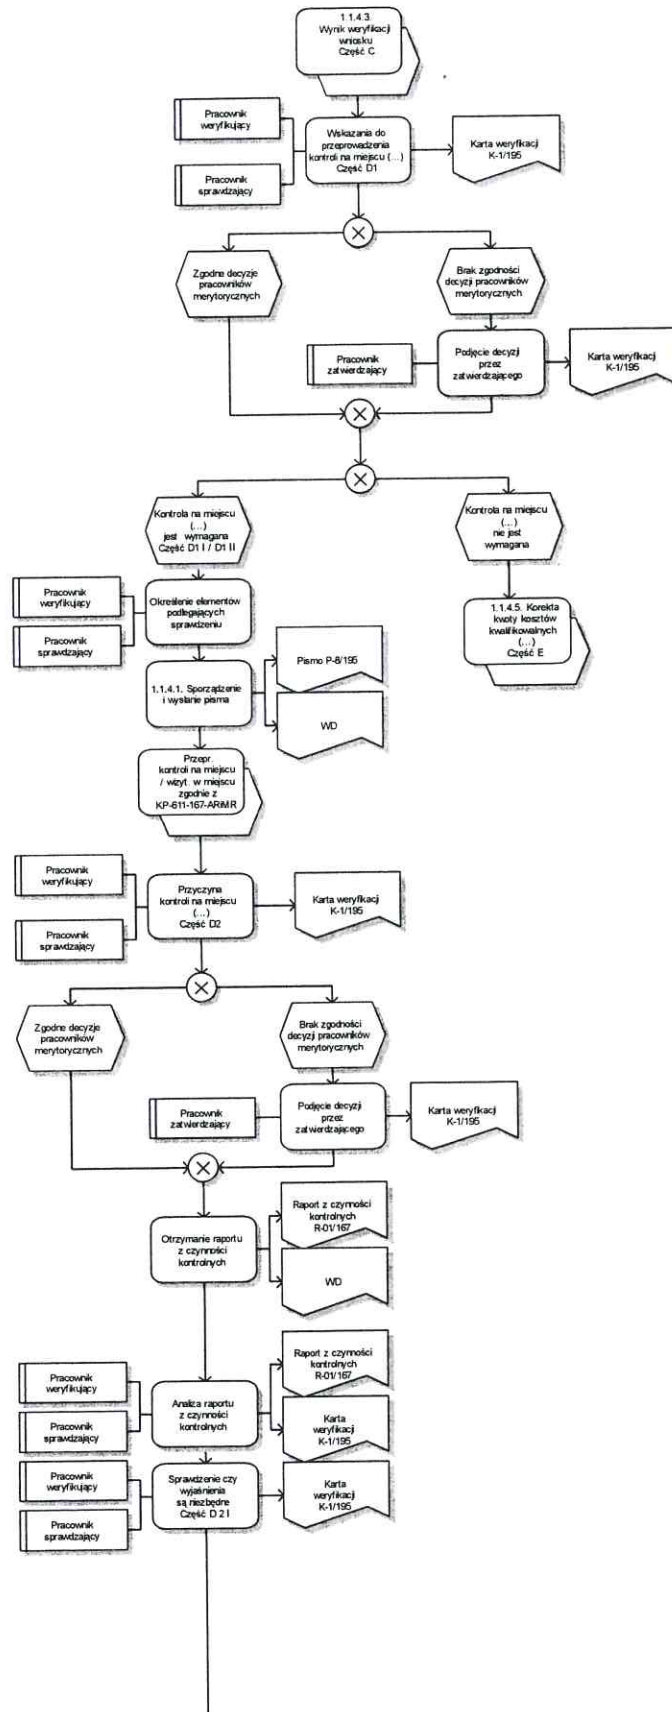 1.1.4.3.
Wynik weryfikacji
wniosku
Część C
Pracownik
weryfikujący
Pracownik
sprawdzający
Wskazania do
przeprowadzenia
kontroli na miejscu (...)
Część D1
Karta weryfikacji
K-1/195
Zgodne decyzje
pracowników
merytorycznych
Brak zgodności
decyzji pracowników
merytorycznych
Pracownik
zatwierdzający
Podjęcie decyzji
przez
zatwierdzającego
Karta weryfikacji
K-1/195
Kontrola na miejscu
(...)
jest wymagana
Część D1 I / D1 II
Kontrola na miejscu
(...)
nie jest
wymagana
Pracownik
weryfikujący
Pracownik
sprawdzający
Określenie elementów
podlegających
sprawdzeniu
1.1.4.5. Korekta
kwoty kosztów
kwalifikowalnych
(...)
Część E
1.1.4.1. Sporządzenie
i wysłanie pisma
Pismo P-8/195
WD
Przepr.
kontroli na miejscu
/ wizyt. w miejscu
zgodnie z
KP-611-167-ARiMR
Pracownik
weryfikujący
Pracownik
sprawdzający
Przyczyna
kontroli na miejscu
(...)
Część D2
Karta weryfikacji
K-1/195
Zgodne decyzje
pracowników
merytorycznych
Brak zgodności
decyzji pracowników
merytorycznych
Pracownik
zatwierdzający
Podjęcie decyzji
przez
zatwierdzającego
Karta weryfikacji
K-1/195
Otrzymanie raportu
z czynności
kontrolnych
Raport z czynności
kontrolnych
R-01/167
WD
Pracownik
weryfikujący
Pracownik
sprawdzający
Analiza raportu
z czynności
kontrolnych
Raport z czynności
kontrolnych
R-01/167
Karta
weryfikacji
K-1/195
Pracownik
weryfikujący
Pracownik
sprawdzający
Sprawdzenie czy
wyjaśnienia
są niezbędne
Część D 2 I
Karta
weryfikacji
K-1/195